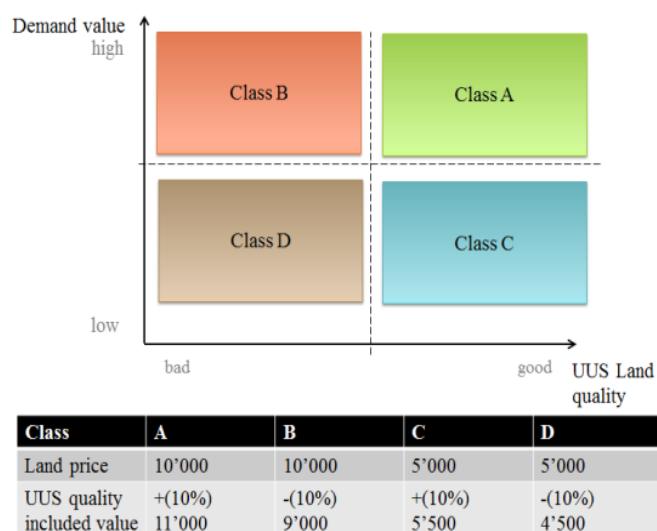 Demand value
high
Class B
Class A
Class D
Class C
low
bad
good
UUS Land
quality
Class A B C D
Land price 10’000 10’000 5’000 5’000
UUS quality +(10%) -(10%) +(10%) -(10%)
included value 11’000 9’000 5’500 4’500